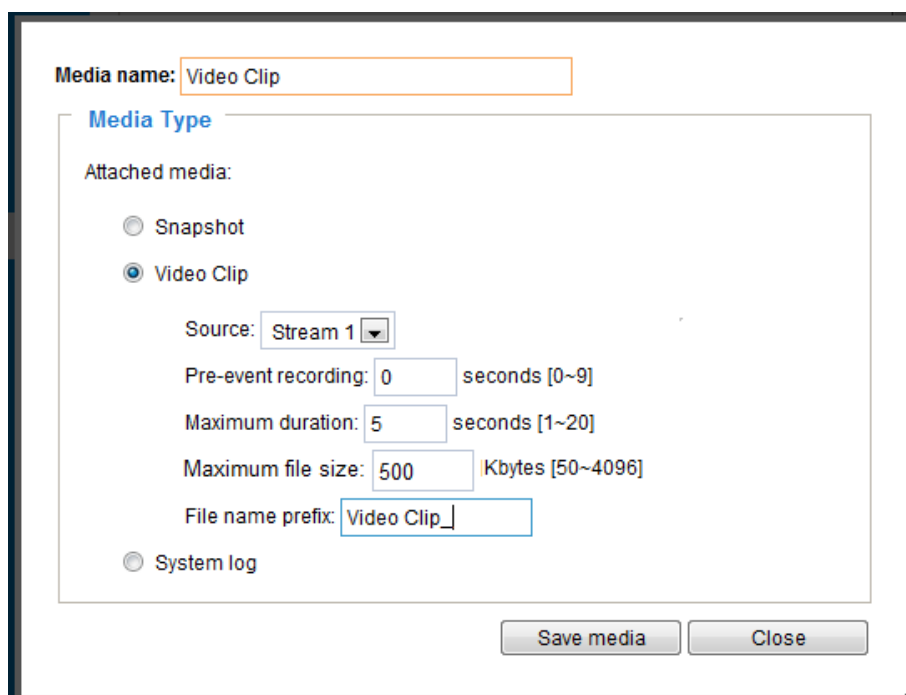 Media name: Video Clip
Media Type
Attached media:
Snapshot
Video Clip
Source: Stream 1
Pre-event recording: 0 seconds [0~9]
Maximum duration: 5 seconds [1~20]
Maximum file size: 500 Kbytes [50~4096]
File name prefix: Video Clip_
System log
Save media Close